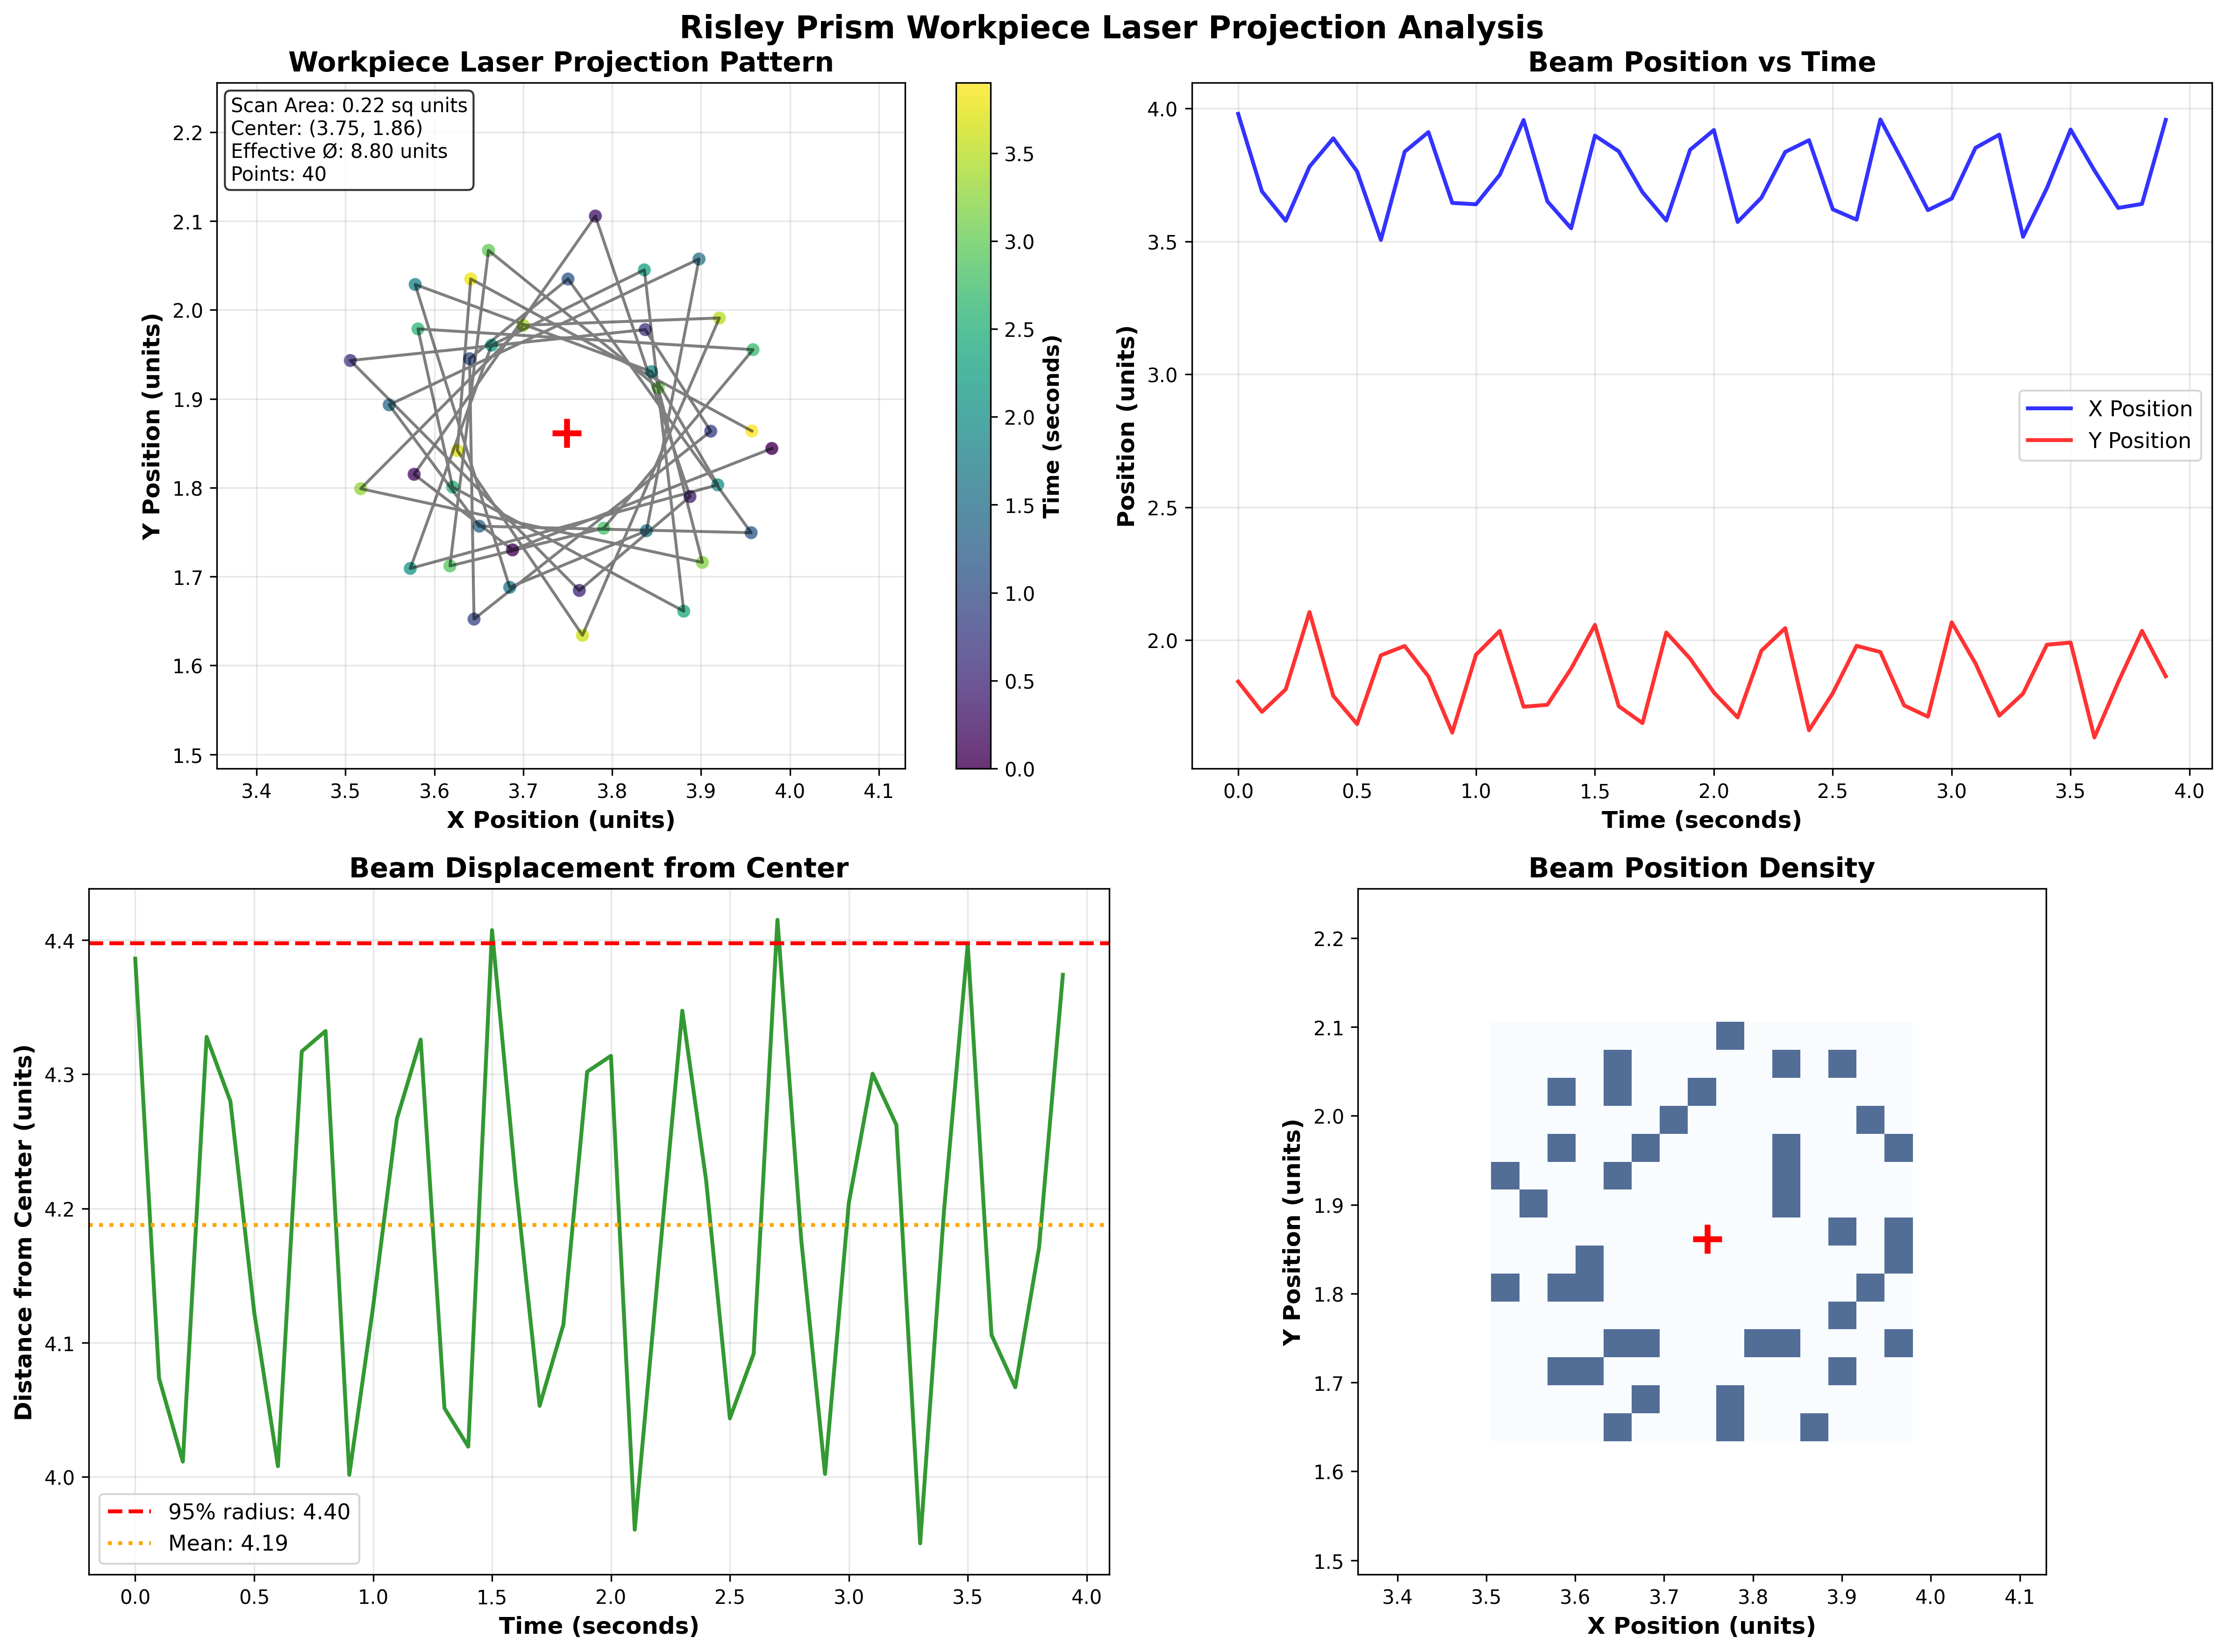 Risley Prism Workpiece Laser Projection Analysis
Workpiece Laser Projection Pattern
Scan Area: 0.22 sq units
Center: (3.75, 1.86)
Effective Ø: 8.80 units
Points: 40
2.2
2.1
2.0
1.9
1.8
1.7
1.6
1.5
Y Position (units)
3.4 3.5 3.6 3.7 3.8 3.9 4.0 4.1
X Position (units)
3.5
3.0
2.5
2.0
1.5
1.0
0.5
0.0
Time (seconds)
Beam Position vs Time
4.0
3.5
3.0
2.5
2.0
Position (units)
X Position
Y Position
0.0 0.5 1.0 1.5 2.0 2.5 3.0 3.5 4.0
Time (seconds)
Beam Displacement from Center
4.4
4.3
4.2
4.1
4.0
Distance from Center (units)
95% radius: 4.40
Mean: 4.19
0.0 0.5 1.0 1.5 2.0 2.5 3.0 3.5 4.0
Time (seconds)
Beam Position Density
2.2
2.1
2.0
1.9
1.8
1.7
1.6
1.5
Y Position (units)
3.4 3.5 3.6 3.7 3.8 3.9 4.0 4.1
X Position (units)